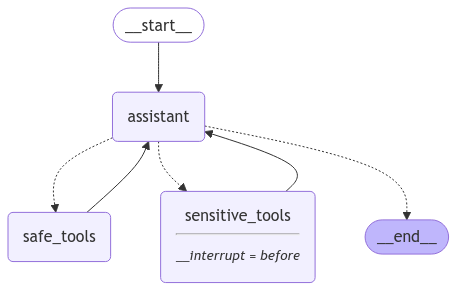 __start__
assistant
safe_tools
sensitive_tools
__interrupt = before
__end__